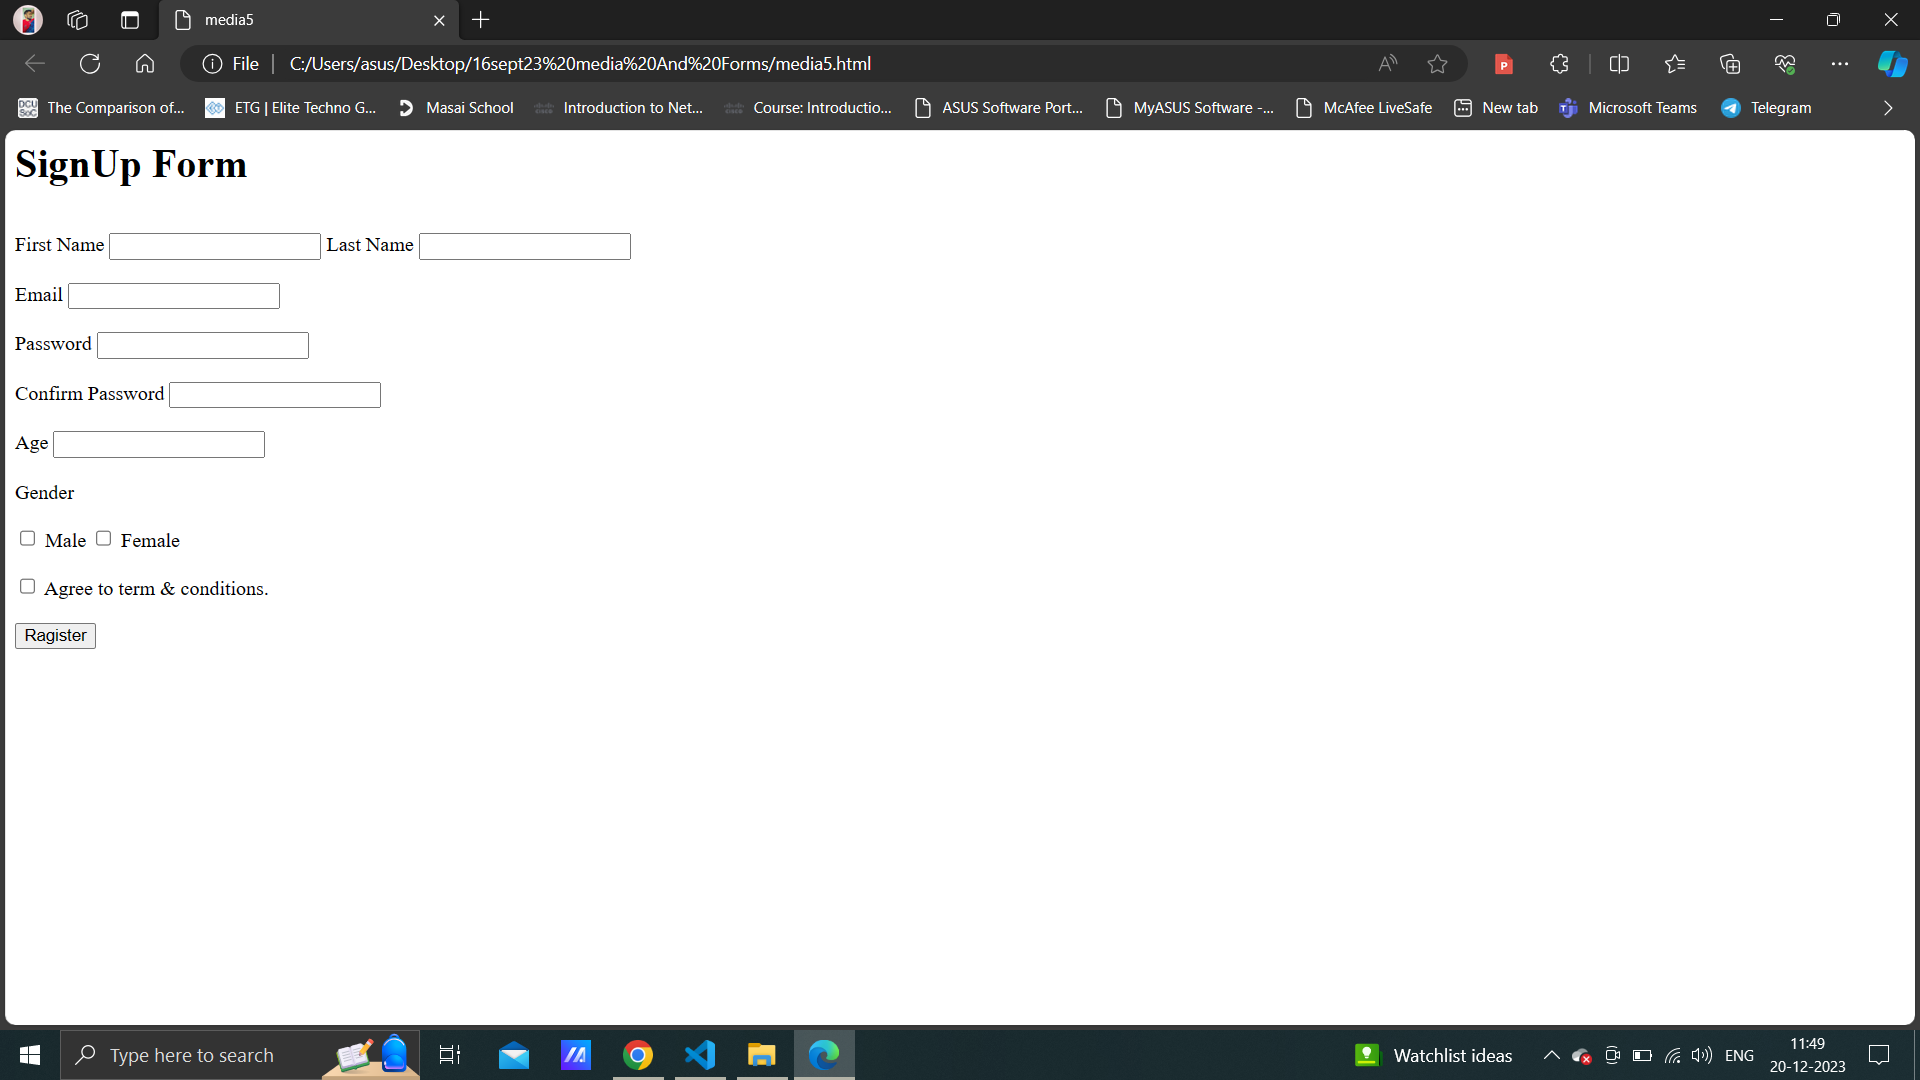 media5
File
C:/Users/asus/Desktop/16sept23%20media%20And%20Forms/media5.html
The Comparison of...
ETG | Elite Techno G...
Masai School
Introduction to Net...
Course: Introductio...
ASUS Software Port...
MyASUS Software -...
McAfee LiveSafe
New tab
Microsoft Teams
Telegram
SignUp Form
First Name Last Name
Email
Password
Confirm Password
Age
Gender
Male Female
Agree to term & conditions.
Ragister
Type here to search
Watchlist ideas
ENG
11:49
20-12-2023